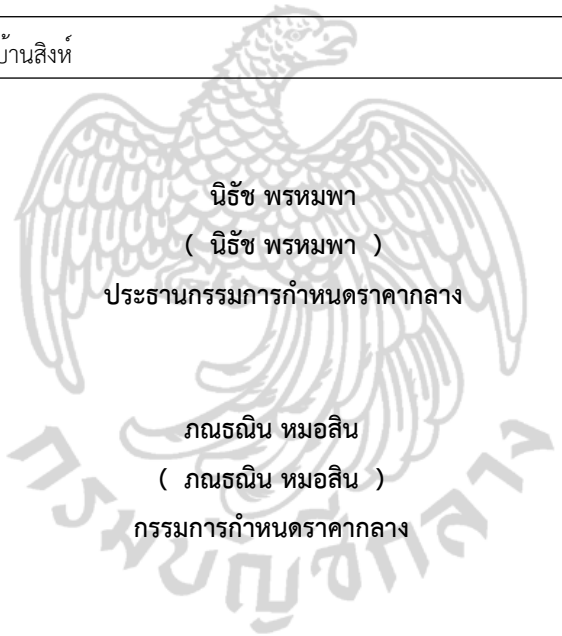 บ้านสิงห์
นิธัช พรหมพา
( นิธัช พรหมพา )
ประธานกรรมการกำหนดราคากลาง
ภณธณิน หมอสิน
( ภณธณิน หมอสิน )
กรรมการกำหนดราคากลาง
กรมบัญชีกลาง